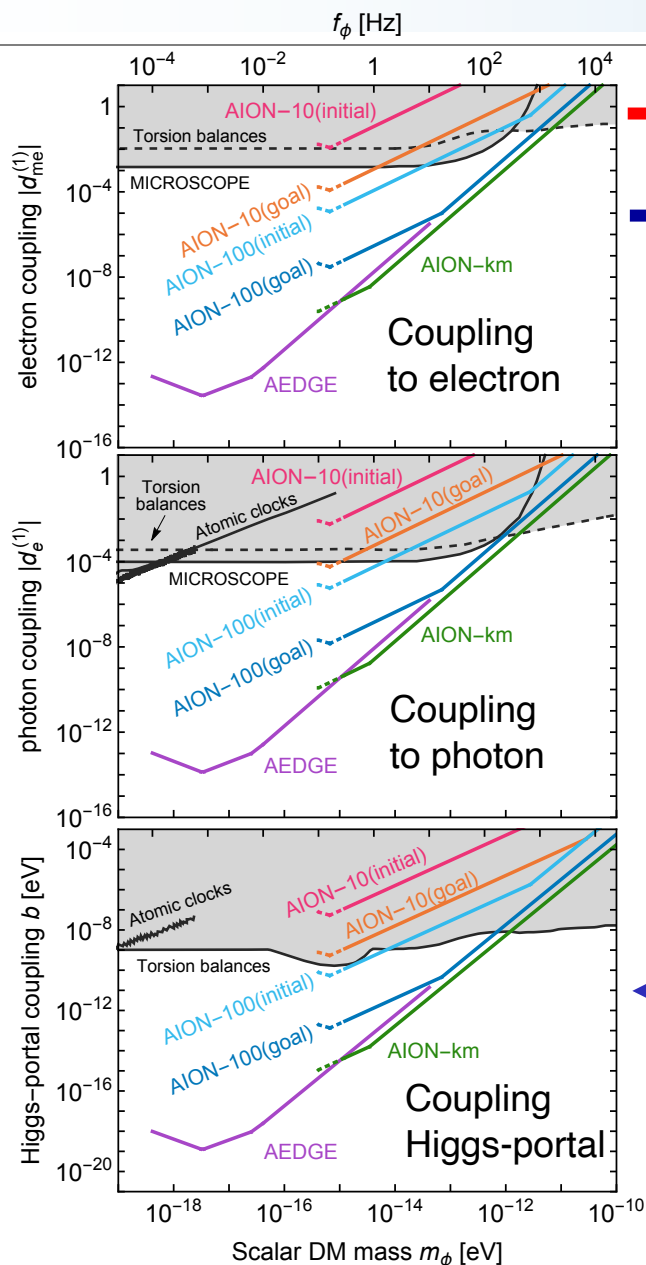 f_ϕ [Hz]
10^−4 10^−2 1 10^2 10^4
electron coupling |d_me^(1)|
1
10^−4
10^−8
10^−12
10^−16
AION−10(initial)
Torsion balances
MICROSCOPE
AION−10(goal)
AION−100(initial)
AION−100(goal)
AION−km
AEDGE
Coupling
to electron
photon coupling |d_e^(1)|
1
10^−4
10^−8
10^−12
10^−16
AION−10(initial)
Torsion
balances
Atomic clocks
AION−10(goal)
MICROSCOPE
AION−100(initial)
AION−100(goal)
AION−km
AEDGE
Coupling
to photon
Higgs−portal coupling b [eV]
10^−4
10^−8
10^−12
10^−16
10^−20
AION−10(initial)
Atomic clocks
AION−10(goal)
Torsion balances
AION−100(initial)
AION−100(goal)
AION−km
AEDGE
Coupling
Higgs-portal
10^−18 10^−16 10^−14 10^−12 10^−10
Scalar DM mass m_ϕ [eV]